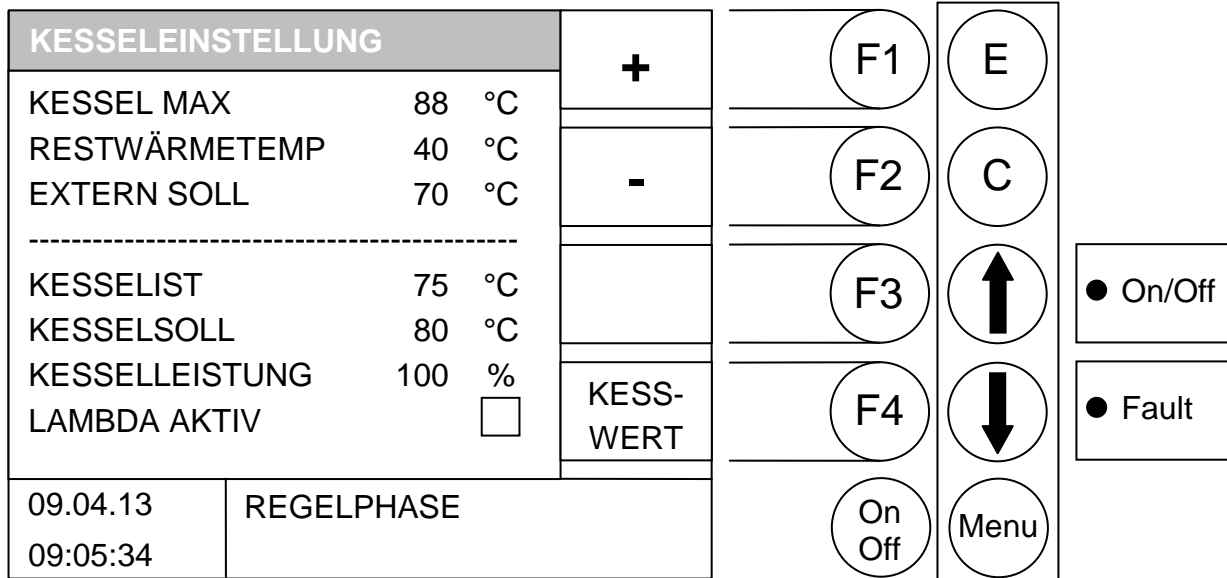 KESSELEINSTELLUNG
KESSEL MAX 88 °C
RESTWÄRMETEMP 40 °C
EXTERN SOLL 70 °C
----------------------------------------------
KESSELIST 75 °C
KESSELSOLL 80 °C
KESSELLEISTUNG 100 %
LAMBDA AKTIV
09.04.13
09:05:34
REGELPHASE
+
-
KESS-
WERT
F1
F2
F3
F4
On
Off
E
C
Menu
On/Off
Fault